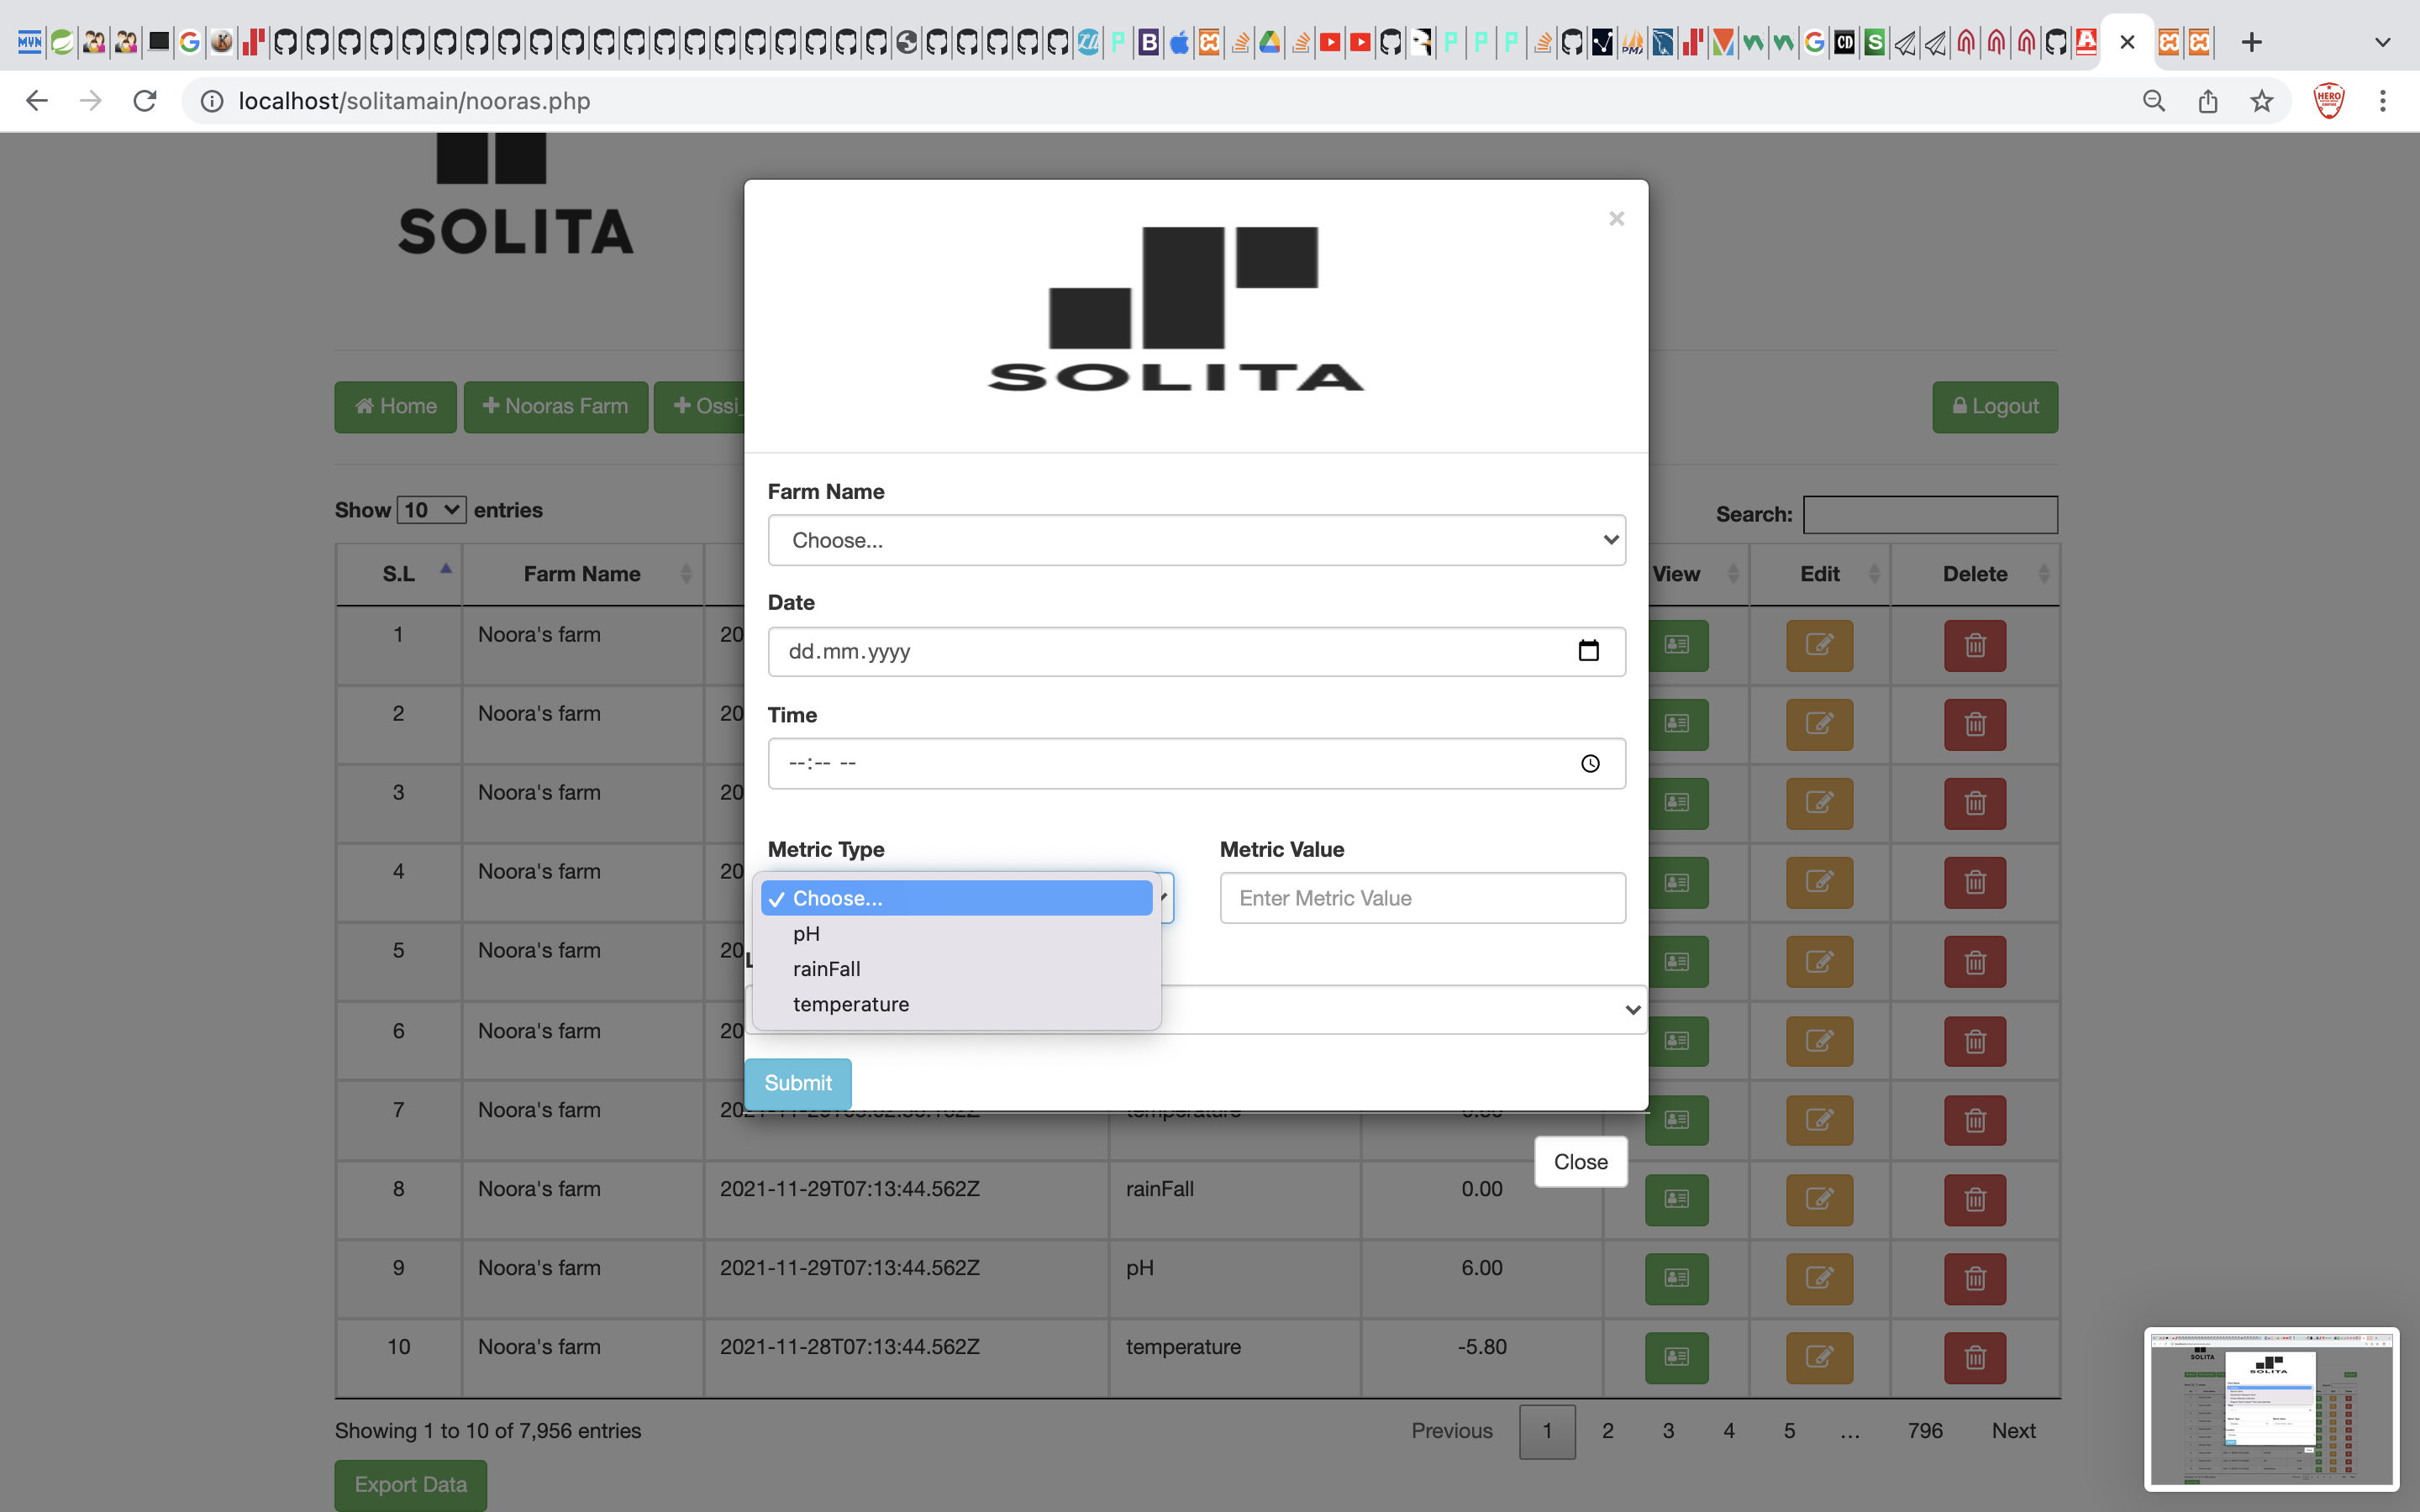 localhost/solitamain/nooras.php
SOLITA
SOLITA
×
Home
Nooras Farm
Ossi_
Logout
Farm Name
Show 10 entries
Search:
Choose...
S.L Farm Name View Edit Delete
Date
1 Noora's farm 20
dd.mm.yyyy
2 Noora's farm 20
Time
--:-- --
3 Noora's farm 20
Metric Type Metric Value
4 Noora's farm 20
Choose... Enter Metric Value
pH
5 Noora's farm 20
rainFall
temperature
6 Noora's farm 20
Submit
7 Noora's farm 20
temperature
Close
8 Noora's farm 2021-11-29T07:13:44.562Z rainFall 0.00
9 Noora's farm 2021-11-29T07:13:44.562Z pH 6.00
10 Noora's farm 2021-11-28T07:13:44.562Z temperature -5.80
Showing 1 to 10 of 7,956 entries
Previous 1 2 3 4 5 … 796 Next
Export Data